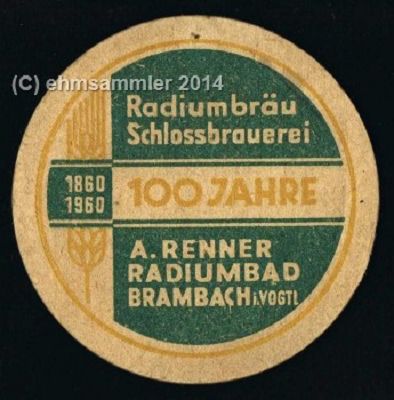 (C) ehmsammler 2014
Radiumbräu
Schlossbrauerei
1860
1960
100 JAHRE
A. RENNER
RADIUMBAD
BRAMBACH i. VOGTL